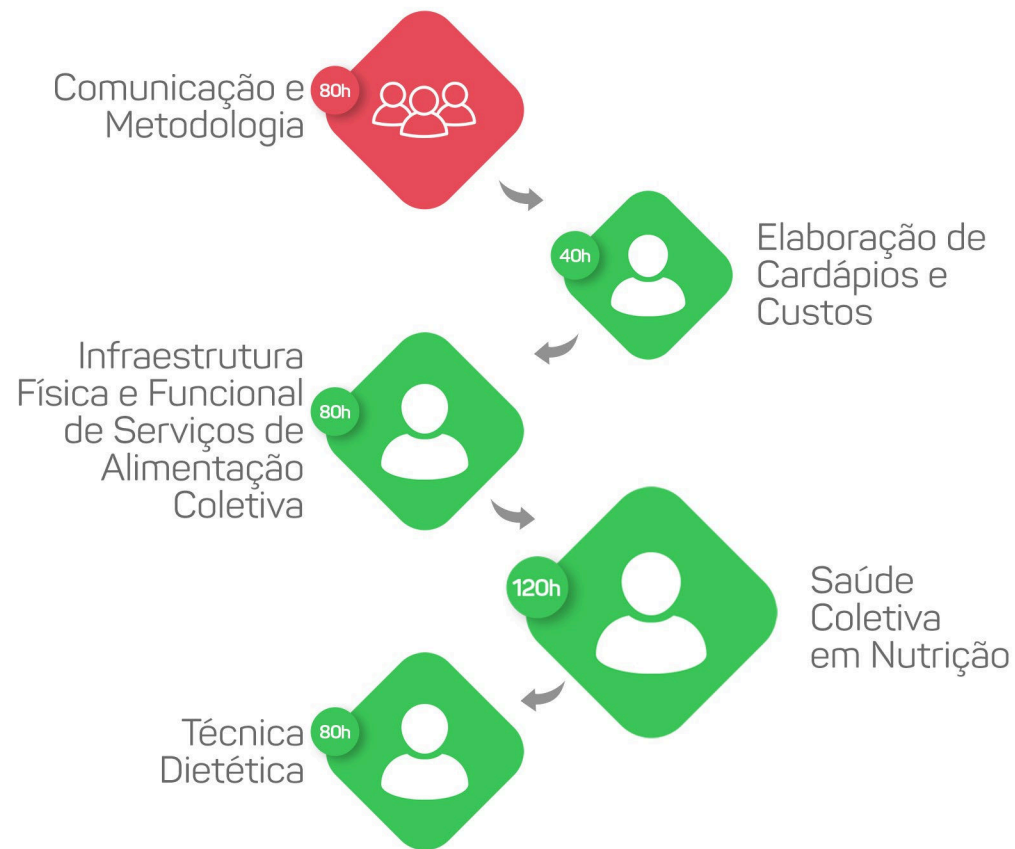 Comunicação e
Metodologia
80h
40h
Elaboração de
Cardápios e
Custos
Infraestrutura
Física e Funcional
de Serviços de
Alimentação
Coletiva
80h
120h
Saúde
Coletiva
em Nutrição
Técnica
Dietética
80h